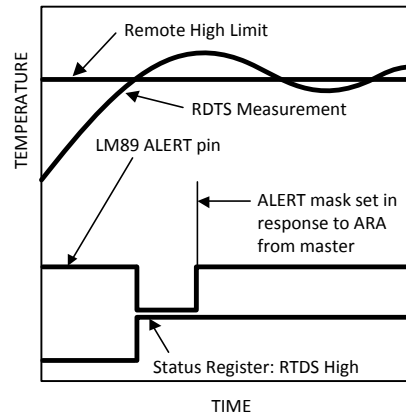 Remote High Limit
RDTS Measurement
LM89 ALERT pin
TEMPERATURE
ALERT mask set in
response to ARA
from master
Status Register: RTDS High
TIME